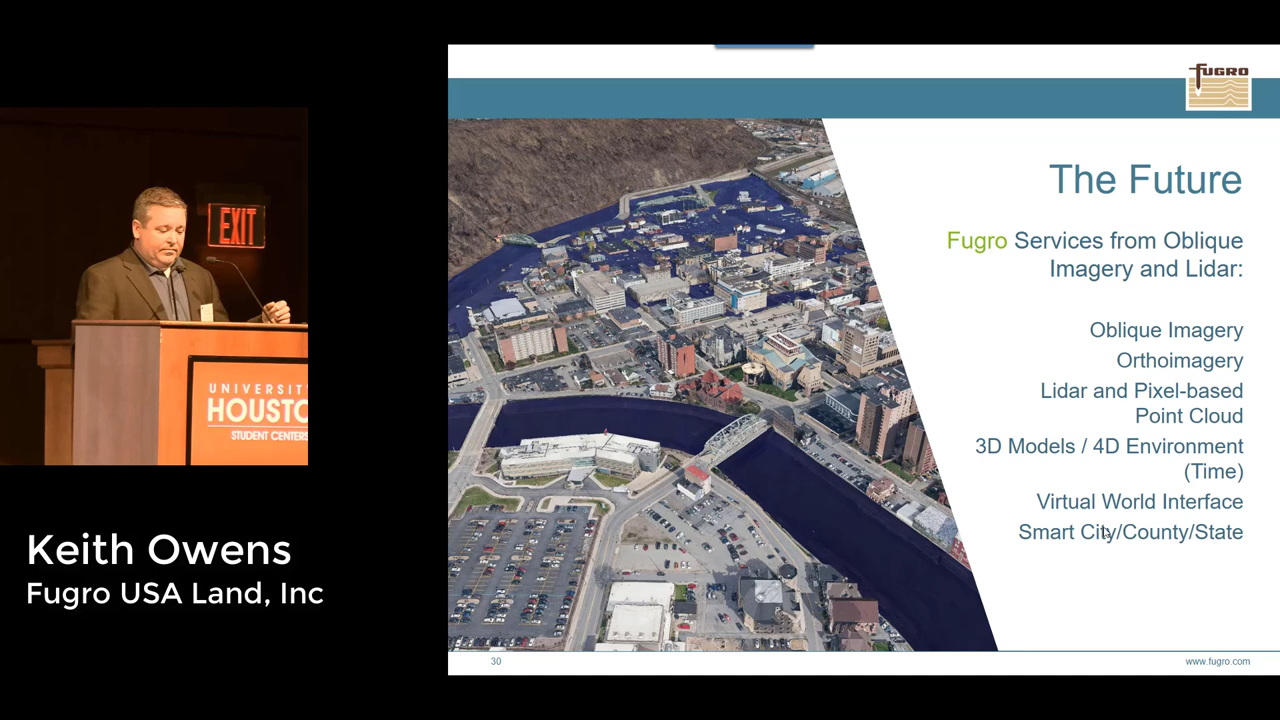 EXIT
UNIVERSIT
HOUSTO
STUDENT CENTERS
Keith Owens
Fugro USA Land, Inc
FUGRO
The Future
Fugro Services from Oblique
Imagery and Lidar:
Oblique Imagery
Orthoimagery
Lidar and Pixel-based
Point Cloud
3D Models / 4D Environment
(Time)
Virtual World Interface
Smart City/County/State
30
www.fugro.com